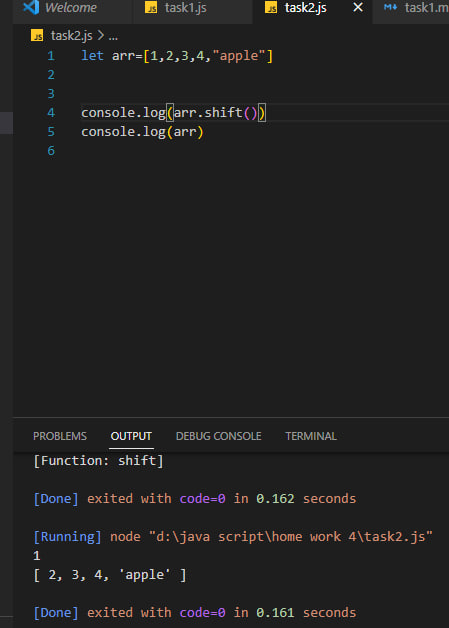 Welcome
JS task1.js
JS task2.js ×
M↓ task1.m
JS task2.js > ...
1 let arr=[1,2,3,4,"apple"]
2
3
4 console.log(arr.shift())
5 console.log(arr)
6
PROBLEMS OUTPUT DEBUG CONSOLE TERMINAL
[Function: shift]
[Done] exited with code=0 in 0.162 seconds
[Running] node "d:\java script\home work 4\task2.js"
1
[ 2, 3, 4, 'apple' ]
[Done] exited with code=0 in 0.161 seconds